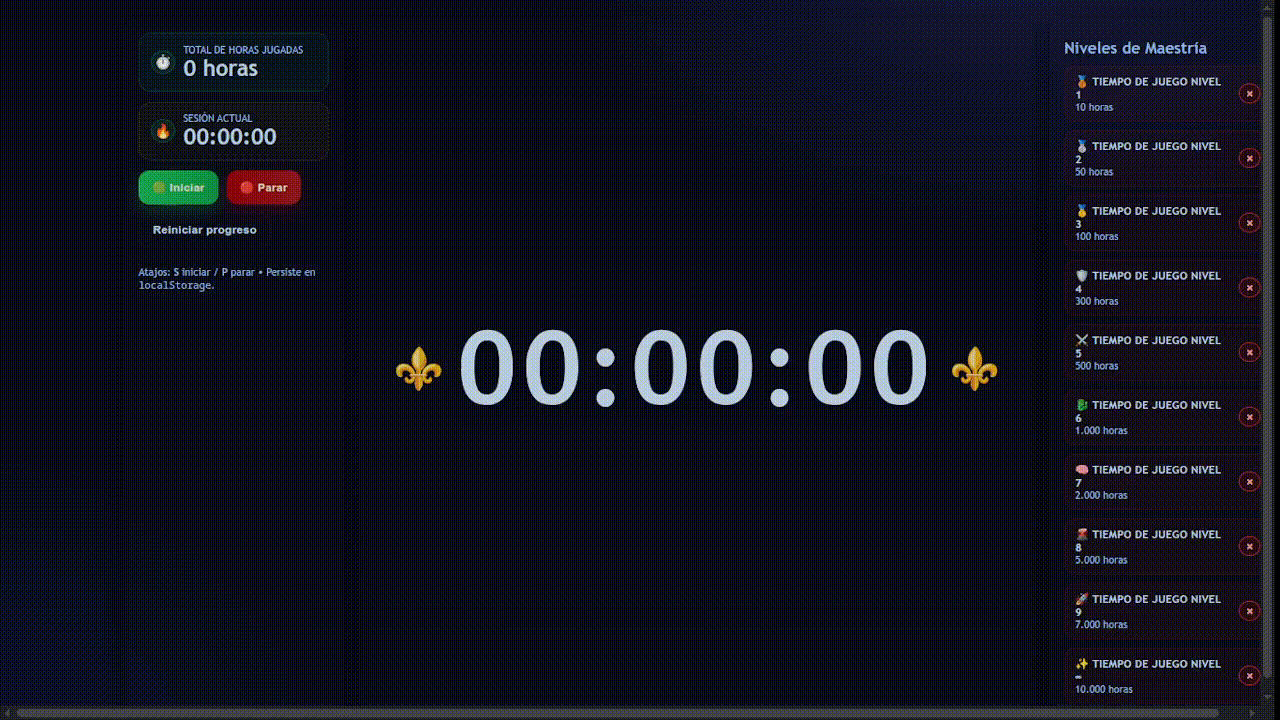 TOTAL DE HORAS JUGADAS
0 horas
SESIÓN ACTUAL
00:00:00
Iniciar
Parar
Reiniciar progreso
Atajos: S iniciar / P parar • Persiste en
localStorage.
00:00:00
Niveles de Maestría
TIEMPO DE JUEGO NIVEL
1
10 horas
TIEMPO DE JUEGO NIVEL
2
50 horas
TIEMPO DE JUEGO NIVEL
3
100 horas
TIEMPO DE JUEGO NIVEL
4
300 horas
TIEMPO DE JUEGO NIVEL
5
500 horas
TIEMPO DE JUEGO NIVEL
6
1.000 horas
TIEMPO DE JUEGO NIVEL
7
2.000 horas
TIEMPO DE JUEGO NIVEL
8
5.000 horas
TIEMPO DE JUEGO NIVEL
9
7.000 horas
TIEMPO DE JUEGO NIVEL
∞
10.000 horas